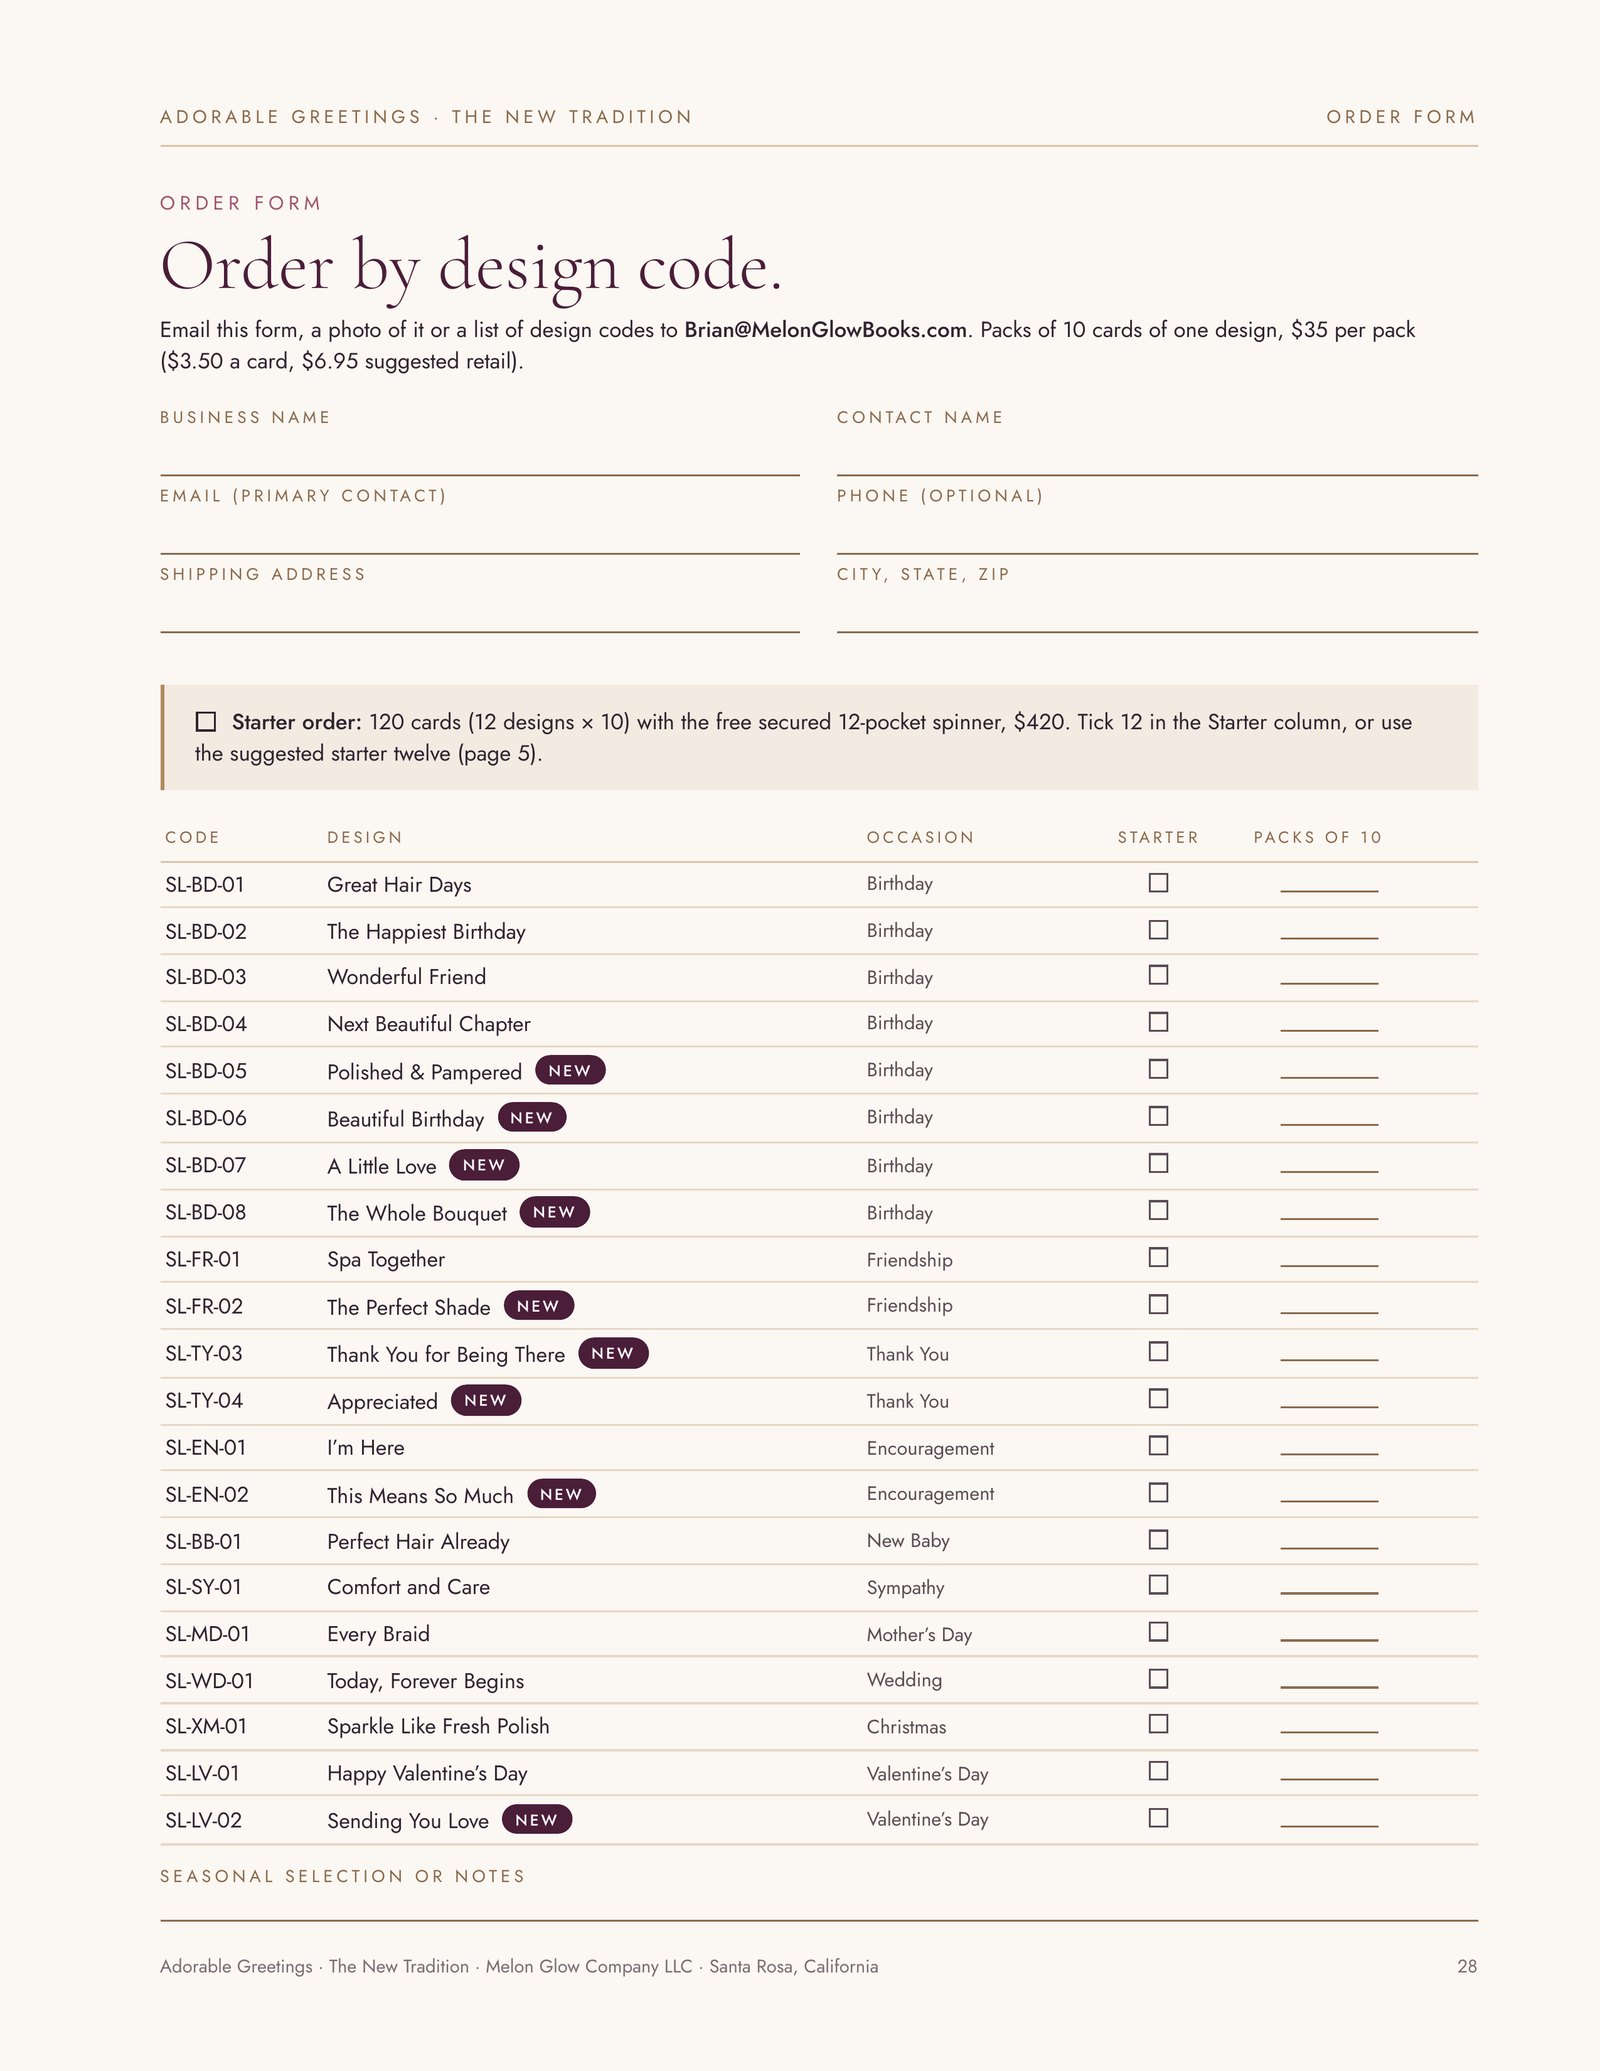 ADORABLE GREETINGS · THE NEW TRADITION ORDER FORM
ORDER FORM
Order by design code.
Email this form, a photo of it or a list of design codes to Brian@MelonGlowBooks.com. Packs of 10 cards of one design, $35 per pack
($3.50 a card, $6.95 suggested retail).
BUSINESS NAME CONTACT NAME
EMAIL (PRIMARY CONTACT) PHONE (OPTIONAL)
SHIPPING ADDRESS CITY, STATE, ZIP
Starter order: 120 cards (12 designs × 10) with the free secured 12-pocket spinner, $420. Tick 12 in the Starter column, or use
the suggested starter twelve (page 5).
CODE DESIGN OCCASION STARTER PACKS OF 10
SL-BD-01 Great Hair Days Birthday
SL-BD-02 The Happiest Birthday Birthday
SL-BD-03 Wonderful Friend Birthday
SL-BD-04 Next Beautiful Chapter Birthday
SL-BD-05 Polished & Pampered NEW Birthday
SL-BD-06 Beautiful Birthday NEW Birthday
SL-BD-07 A Little Love NEW Birthday
SL-BD-08 The Whole Bouquet NEW Birthday
SL-FR-01 Spa Together Friendship
SL-FR-02 The Perfect Shade NEW Friendship
SL-TY-03 Thank You for Being There NEW Thank You
SL-TY-04 Appreciated NEW Thank You
SL-EN-01 I’m Here Encouragement
SL-EN-02 This Means So Much NEW Encouragement
SL-BB-01 Perfect Hair Already New Baby
SL-SY-01 Comfort and Care Sympathy
SL-MD-01 Every Braid Mother’s Day
SL-WD-01 Today, Forever Begins Wedding
SL-XM-01 Sparkle Like Fresh Polish Christmas
SL-LV-01 Happy Valentine’s Day Valentine’s Day
SL-LV-02 Sending You Love NEW Valentine’s Day
SEASONAL SELECTION OR NOTES
Adorable Greetings · The New Tradition · Melon Glow Company LLC · Santa Rosa, California 28